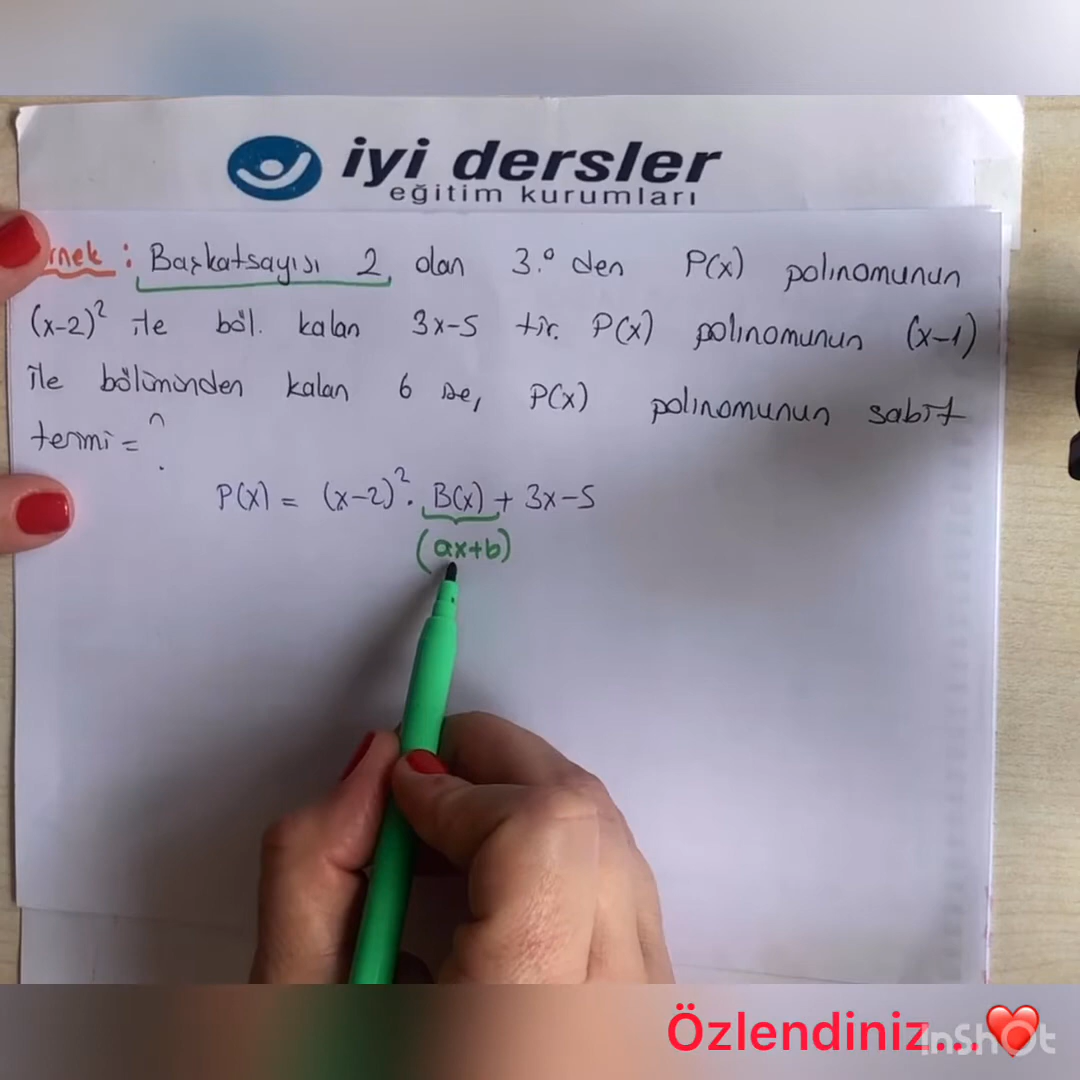 iyi dersler
eğitim kurumları
rnek : Başkatsayısı 2 olan 3.º den P(x) polinomunun
(x-2)² ile böl. kalan 3x-5 tir. P(x) polinomunun (x-1)
ile bölümünden kalan 6 ise, P(x) polinomunun sabit
termi = ?
P(x) = (x-2)². B(x) + 3x-5
(ax+b)
Özlendiniz...❤️
InShOt